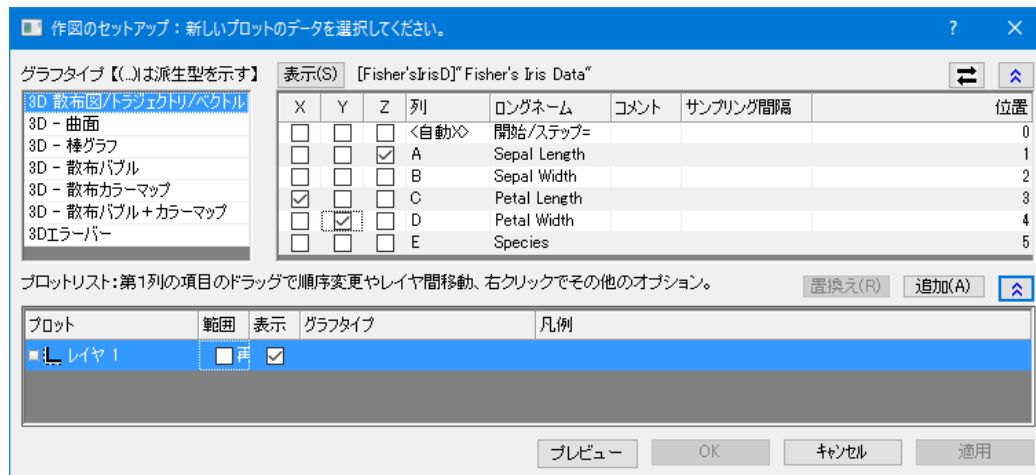 作図のセットアップ：新しいプロットのデータを選択してください。 ? ×
グラフタイプ【(...)は派生型を示す】 表示(S) [Fisher'sIrisD]"Fisher's Iris Data"
3D 散布図/トラジェクトリ/ベクトル
3D - 曲面
3D - 棒グラフ
3D - 散布バブル
3D - 散布カラーマップ
3D - 散布バブル+カラーマップ
3Dエラーバー
X Y Z 列 ロングネーム コメント サンプリング間隔 位置
<自動X> 開始/ステップ= 0
A Sepal Length 1
B Sepal Width 2
C Petal Length 3
D Petal Width 4
E Species 5
プロットリスト：第1列の項目のドラッグで順序変更やレイヤ間移動、右クリックでその他のオプション。 置換え(R) 追加(A)
プロット 範囲 表示 グラフタイプ 凡例
レイヤ 1 再
プレビュー OK キャンセル 適用